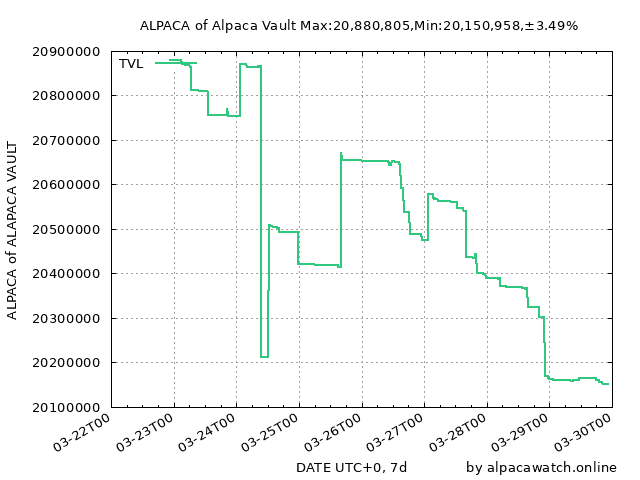 ALPACA of Alpaca Vault Max:20,880,805,Min:20,150,958,±3.49%
TVL
ALPACA of ALAPACA VAULT
20900000
20800000
20700000
20600000
20500000
20400000
20300000
20200000
20100000
03-22T00
03-23T00
03-24T00
03-25T00
03-26T00
03-27T00
03-28T00
03-29T00
03-30T00
DATE UTC+0, 7d
by alpacawatch.online